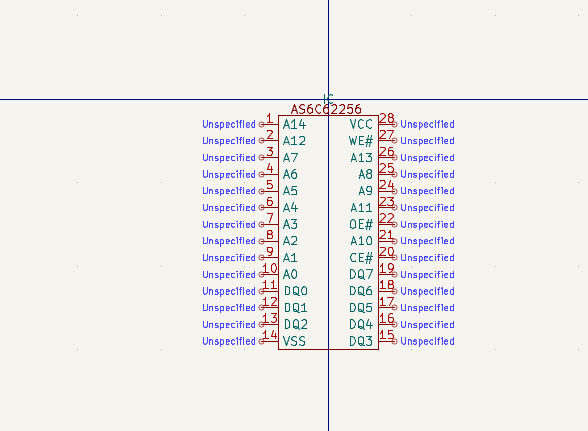 IC
AS6C62256
Unspecified 1 A14 VCC 28 Unspecified
Unspecified 2 A12 WE# 27 Unspecified
Unspecified 3 A7 A13 26 Unspecified
Unspecified 4 A6 A8 25 Unspecified
Unspecified 5 A5 A9 24 Unspecified
Unspecified 6 A4 A11 23 Unspecified
Unspecified 7 A3 OE# 22 Unspecified
Unspecified 8 A2 A10 21 Unspecified
Unspecified 9 A1 CE# 20 Unspecified
Unspecified 10 A0 DQ7 19 Unspecified
Unspecified 11 DQ0 DQ6 18 Unspecified
Unspecified 12 DQ1 DQ5 17 Unspecified
Unspecified 13 DQ2 DQ4 16 Unspecified
Unspecified 14 VSS DQ3 15 Unspecified